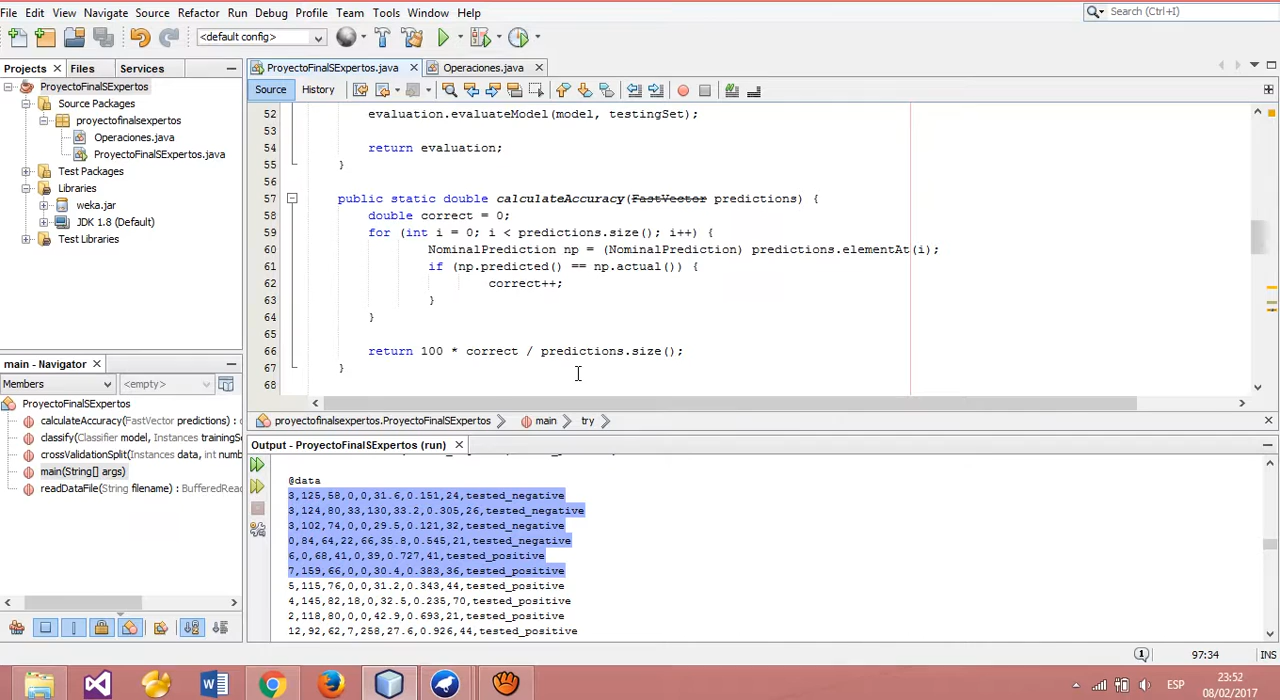 File Edit View Navigate Source Refactor Run Debug Profile Team Tools Window Help
Search (Ctrl+I)
<default config>
Projects Files Services
ProyectoFinalSExpertos
Source Packages
proyectofinalsexpertos
Operaciones.java
ProyectoFinalSExpertos.java
Test Packages
Libraries
weka.jar
JDK 1.8 (Default)
Test Libraries
main - Navigator
Members <empty>
ProyectoFinalSExpertos
calculateAccuracy(FastVector predictions) :
classify(Classifier model, Instances trainingS
crossValidationSplit(Instances data, int numb
main(String[] args)
readDataFile(String filename) : BufferedRea
ProyectoFinalSExpertos.java Operaciones.java
Source History
52 evaluation.evaluateModel(model, testingSet);
53
54 return evaluation;
55 }
56
57 public static double calculateAccuracy(FastVector predictions) {
58 double correct = 0;
59 for (int i = 0; i < predictions.size(); i++) {
60 NominalPrediction np = (NominalPrediction) predictions.elementAt(i);
61 if (np.predicted() == np.actual()) {
62 correct++;
63 }
64 }
65
66 return 100 * correct / predictions.size();
67 }
68
proyectofinalsexpertos.ProyectoFinalSExpertos main try
Output - ProyectoFinalSExpertos (run)
@data
3,125,58,0,0,31.6,0.151,24,tested_negative
3,124,80,33,130,33.2,0.305,26,tested_negative
3,102,74,0,0,29.5,0.121,32,tested_negative
0,84,64,22,66,35.8,0.545,21,tested_negative
6,0,68,41,0,39,0.727,41,tested_positive
7,159,66,0,0,30.4,0.383,36,tested_positive
5,115,76,0,0,31.2,0.343,44,tested_positive
4,145,82,18,0,32.5,0.235,70,tested_positive
2,118,80,0,0,42.9,0.693,21,tested_positive
12,92,62,7,258,27.6,0.926,44,tested_positive
1 97:34 INS
ESP 23:52
08/02/2017